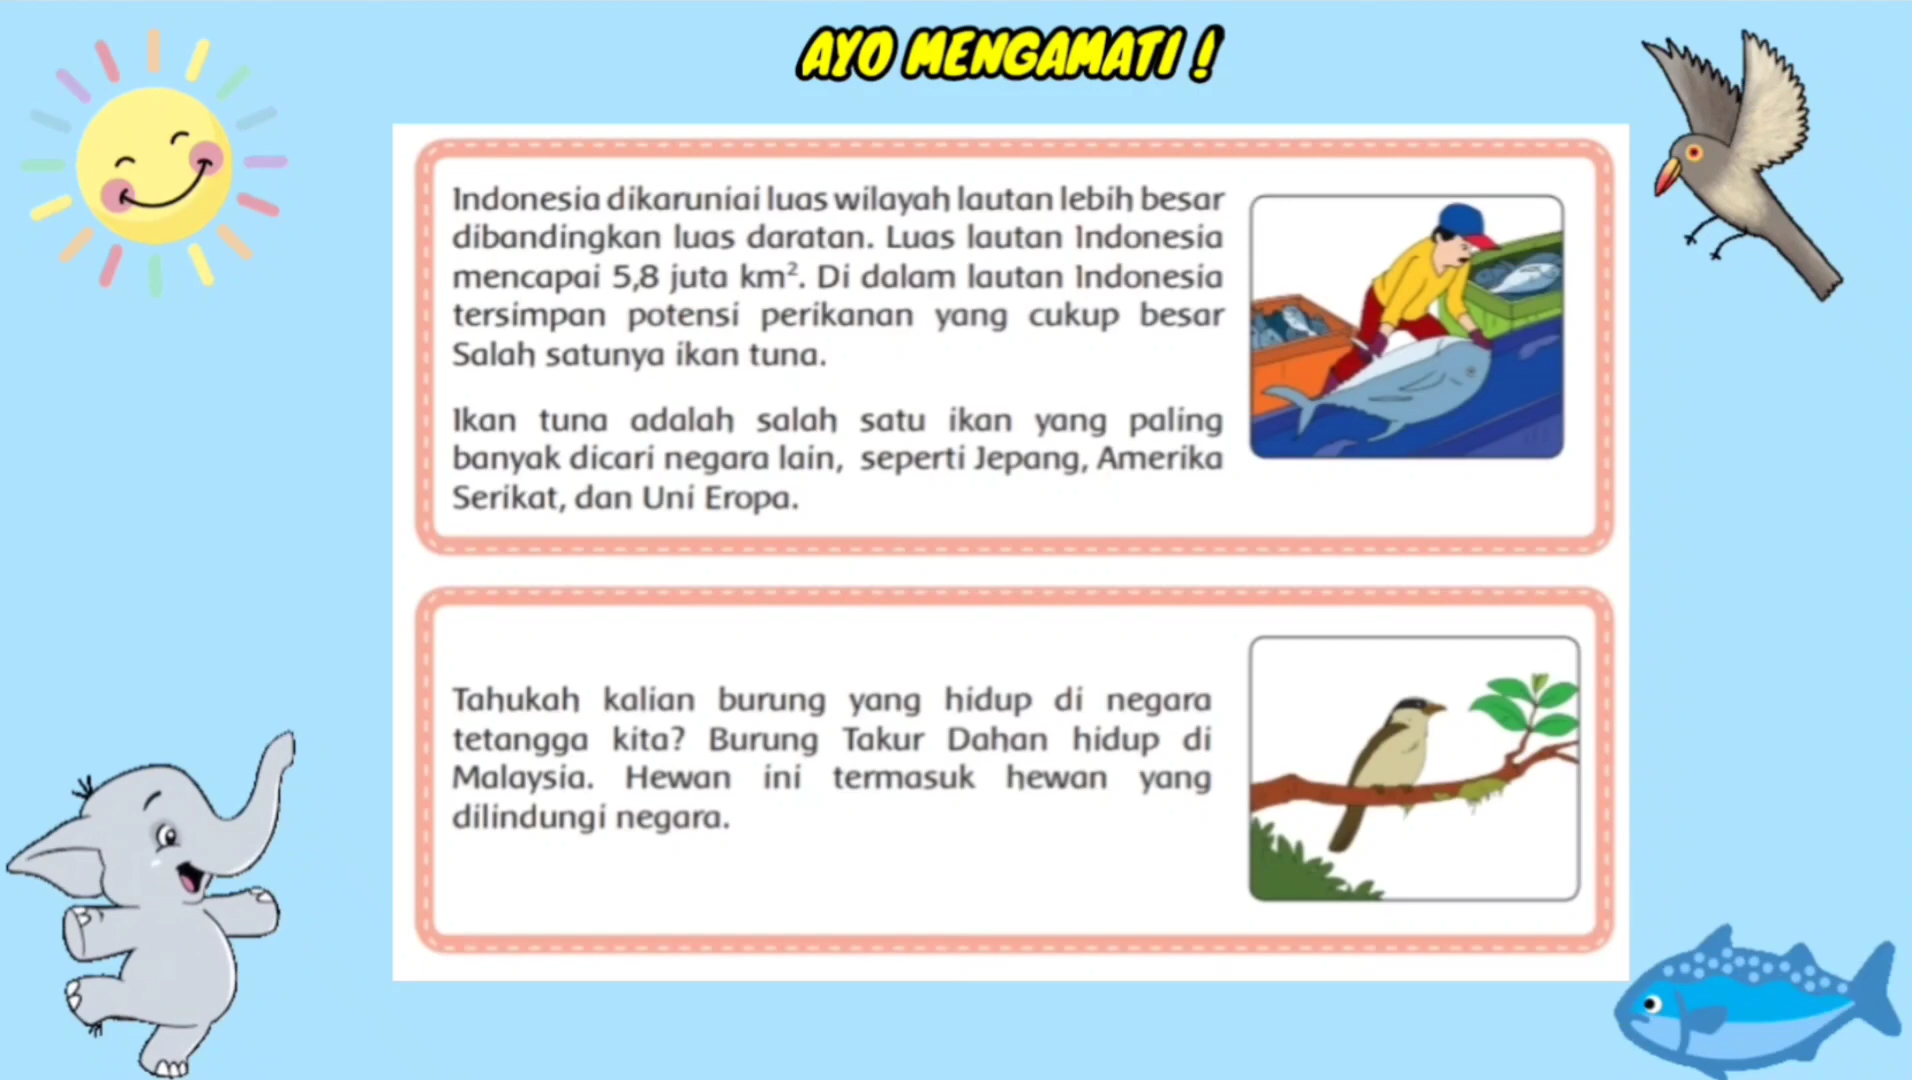 AYO MENGAMATI !
Indonesia dikaruniai luas wilayah lautan lebih besar
dibandingkan luas daratan. Luas lautan Indonesia
mencapai 5,8 juta km². Di dalam lautan Indonesia
tersimpan potensi perikanan yang cukup besar
Salah satunya ikan tuna.
Ikan tuna adalah salah satu ikan yang paling
banyak dicari negara lain, seperti Jepang, Amerika
Serikat, dan Uni Eropa.
Tahukah kalian burung yang hidup di negara
tetangga kita? Burung Takur Dahan hidup di
Malaysia. Hewan ini termasuk hewan yang
dilindungi negara.